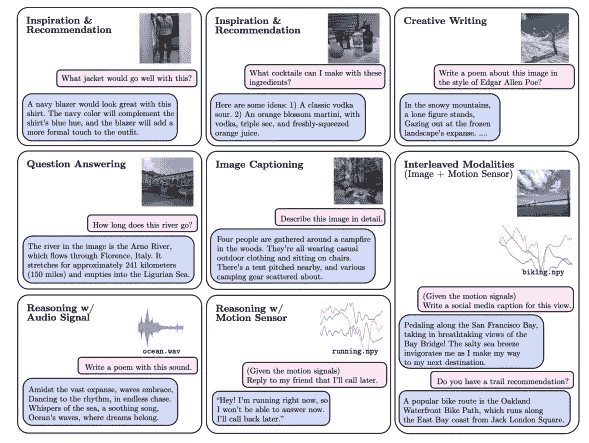 Inspiration &
Recommendation
What jacket would go well with this?
A navy blazer would look great with this
shirt. The navy color will complement the
shirt's blue hue, and the blazer will add a
more formal touch to the outfit.
Inspiration &
Recommendation
What cocktails can I make with these
ingredients?
Here are some ideas: 1) A classic vodka
sour. 2) An orange blossom martini, with
vodka, triple sec, and freshly-squeezed
orange juice.
Creative Writing
Write a poem about this image in
the style of Edgar Allen Poe?
In the snowy mountains,
a lone figure stands,
Gazing out at the frozen
landscape's expanse. ....
Question Answering
How long does this river go?
The river in the image is the Arno River,
which flows through Florence, Italy. It
stretches for approximately 241 kilometers
(150 miles) and empties into the Ligurian Sea.
Image Captioning
Describe this image in detail.
Four people are gathered around a campfire
in the woods. They're all wearing casual
outdoor clothing and sitting on chairs.
There's a tent pitched nearby, and various
camping gear scattered about.
Interleaved Modalities
(Image + Motion Sensor)
biking.npy
(Given the motion signals)
Write a social media caption for this view.
Pedaling along the San Francisco Bay,
taking in breathtaking views of the
Bay Bridge! The salty sea breeze
invigorates me as I make my way
to my next destination.
Do you have a trail recommendation?
A popular bike route is the Oakland
Waterfront Bike Path, which runs along
the East Bay coast from Jack London Square.
Reasoning w/
Audio Signal
ocean.wav
Write a poem with this sound.
Amidst the vast expanse, waves embrace,
Dancing to the rhythm, in endless chase.
Whispers of the sea, a soothing song,
Ocean's waves, where dreams belong.
Reasoning w/
Motion Sensor
running.npy
(Given the motion signals)
Reply to my friend that I'll call later.
"Hey! I'm running right now, so
I won't be able to answer now.
I'll call back later."